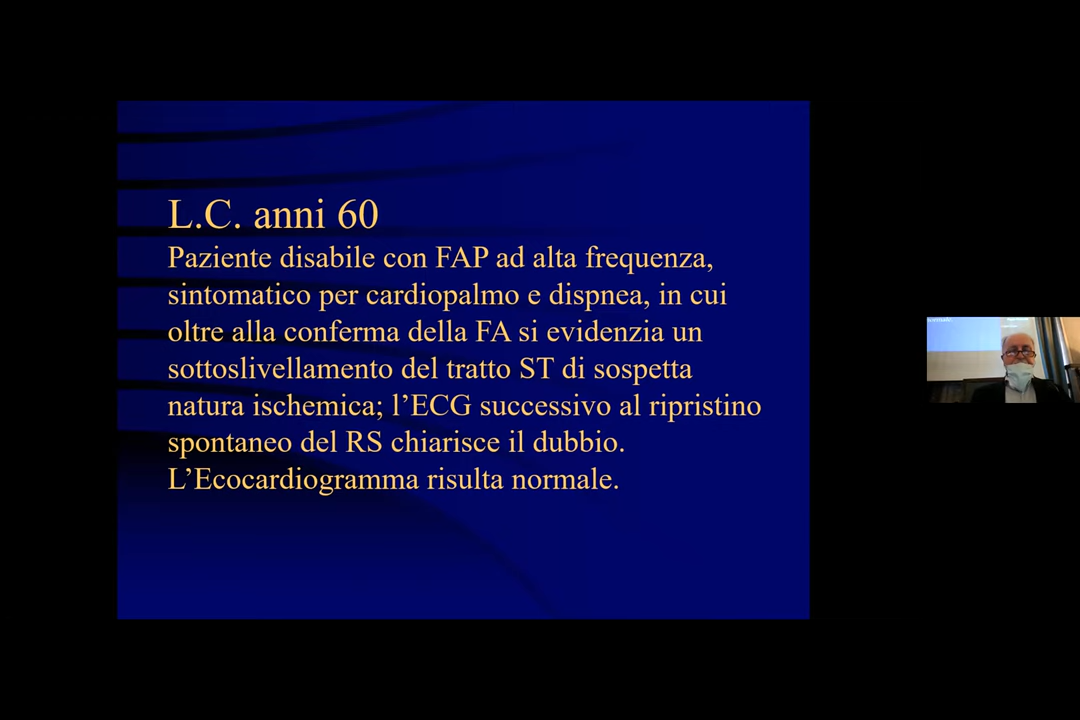 L.C. anni 60
Paziente disabile con FAP ad alta frequenza,
sintomatico per cardiopalmo e dispnea, in cui
oltre alla conferma della FA si evidenzia un
sottoslivellamento del tratto ST di sospetta
natura ischemica; l’ECG successivo al ripristino
spontaneo del RS chiarisce il dubbio.
L’Ecocardiogramma risulta normale.